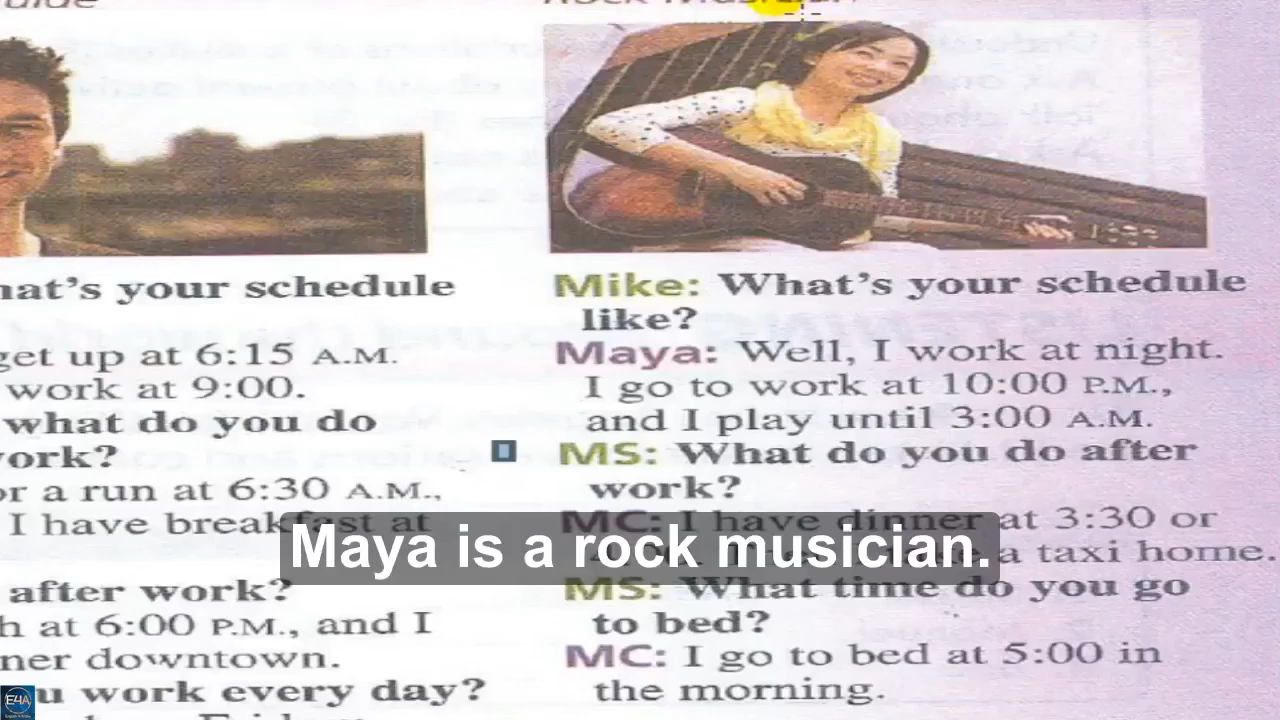 Rock Musician
What's your schedule
get up at 6:15 A.M.
work at 9:00.
what do you do
work?
or a run at 6:30 A.M.,
I have breakfast at
after work?
h at 6:00 P.M., and I
ner downtown.
u work every day?
Mike: What's your schedule
like?
Maya: Well, I work at night.
I go to work at 10:00 P.M.,
and I play until 3:00 A.M.
MS: What do you do after
work?
MC: I have dinner at 3:30 or
a taxi home.
MS: What time do you go
to bed?
MC: I go to bed at 5:00 in
the morning.
Maya is a rock musician.
E4A